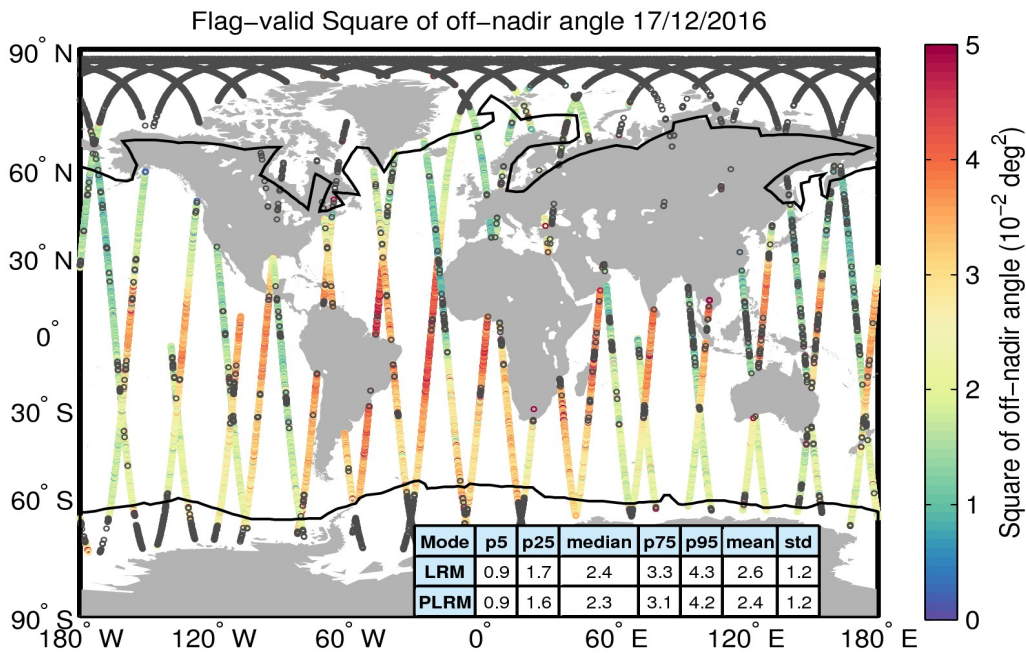 Flag−valid Square of off−nadir angle 17/12/2016
90° N
60° N
30° N
0°
30° S
60° S
90° S
180° W
120° W
60° W
0°
60° E
120° E
180° E
Mode p5 p25 median p75 p95 mean std
LRM 0.9 1.7 2.4 3.3 4.3 2.6 1.2
PLRM 0.9 1.6 2.3 3.1 4.2 2.4 1.2
5
4
3
2
1
0
Square of off−nadir angle (10⁻² deg²)